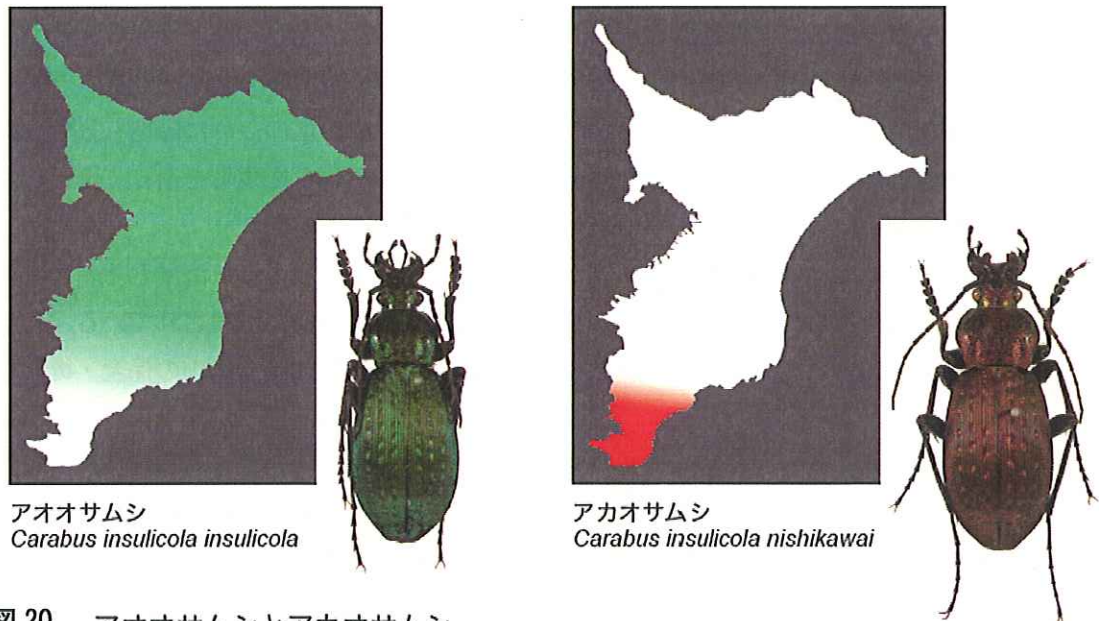 アオオサムシ
Carabus insulicola insulicola
アカオサムシ
Carabus insulicola nishikawai
図 20 アオオサムシとアカオサムシ